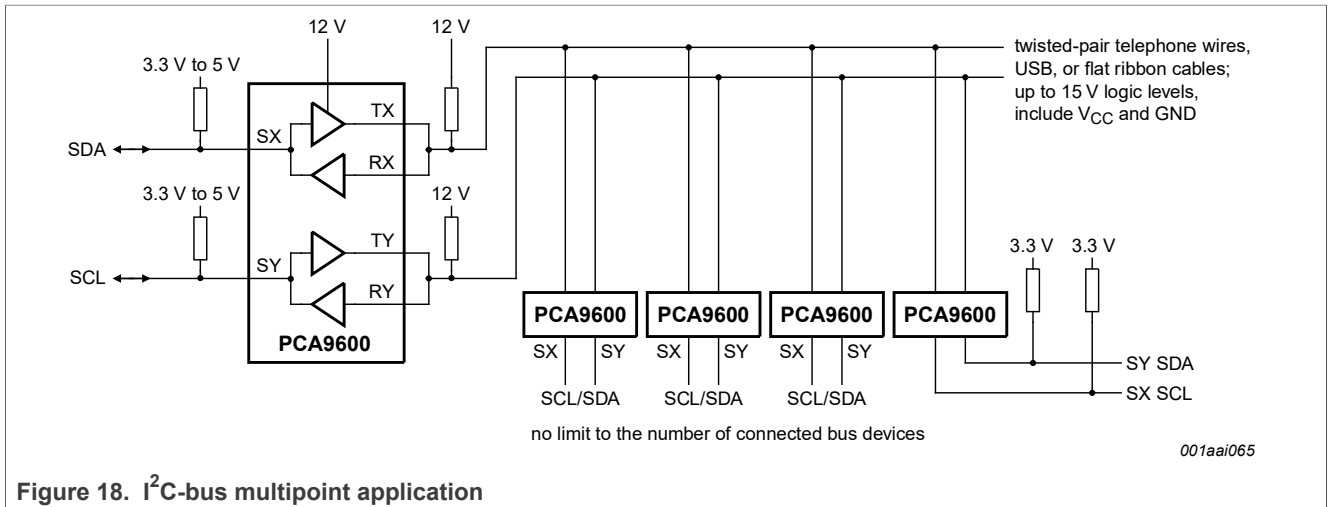 12 V
12 V
3.3 V to 5 V
twisted-pair telephone wires,
USB, or flat ribbon cables;
up to 15 V logic levels,
include VCC and GND
TX
SX
SDA
RX
3.3 V to 5 V
12 V
TY
SY
SCL
RY
PCA9600
3.3 V 3.3 V
PCA9600 PCA9600 PCA9600 PCA9600
SX SY SX SY SX SY
SCL/SDA SCL/SDA SCL/SDA
SY SDA
SX SCL
no limit to the number of connected bus devices
001aai065
Figure 18. I²C-bus multipoint application